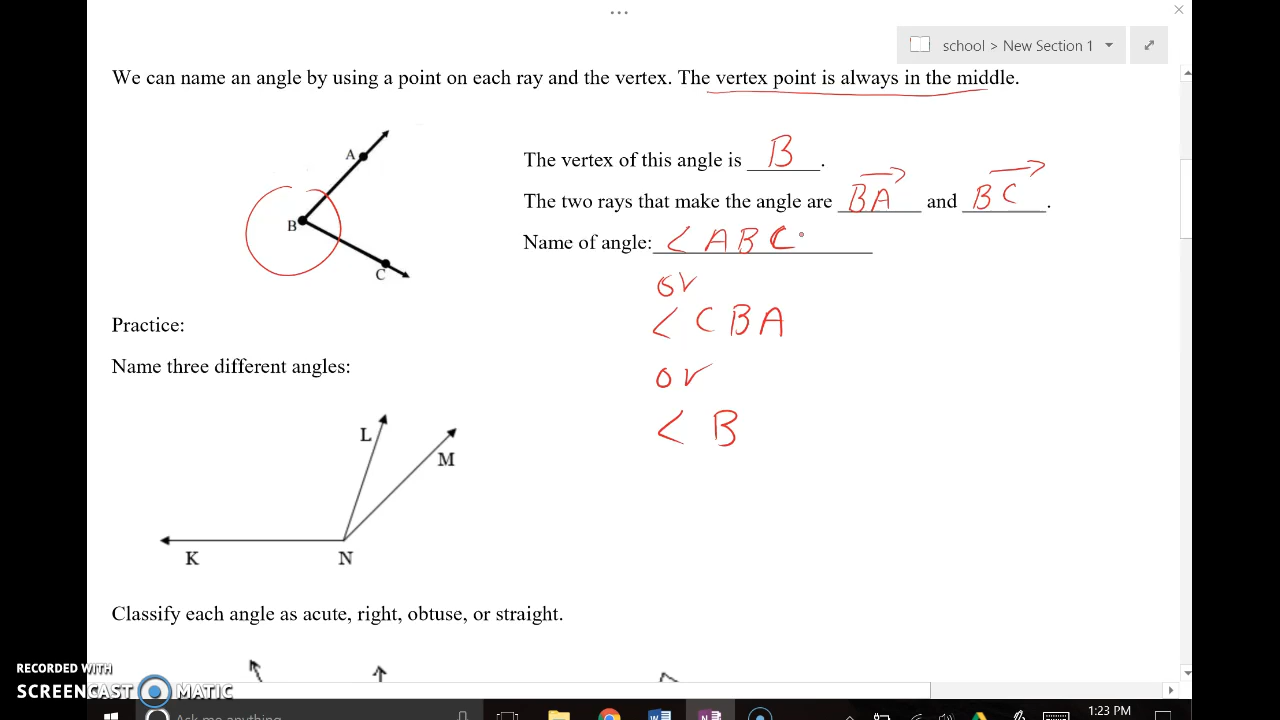 school > New Section 1
We can name an angle by using a point on each ray and the vertex. The vertex point is always in the middle.
A
B
C
The vertex of this angle is B.
The two rays that make the angle are BA and BC.
Name of angle: <ABC
or
<CBA
or
<B
Practice:
Name three different angles:
L
M
K
N
Classify each angle as acute, right, obtuse, or straight.
RECORDED WITH
SCREENCAST MATIC
Ask me anything
1:23 PM